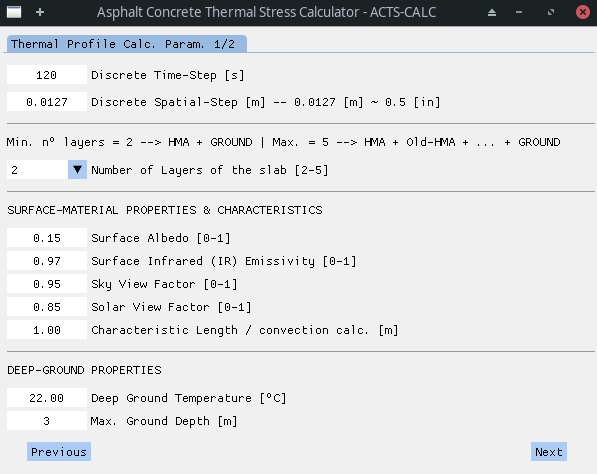 Asphalt Concrete Thermal Stress Calculator - ACTS-CALC
Thermal Profile Calc. Param. 1/2
120 Discrete Time-Step [s]
0.0127 Discrete Spatial-Step [m] -- 0.0127 [m] ~ 0.5 [in]
Min. nº layers = 2 --> HMA + GROUND | Max. = 5 --> HMA + Old-HMA + ... + GROUND
2 Number of Layers of the slab [2-5]
SURFACE-MATERIAL PROPERTIES & CHARACTERISTICS
0.15 Surface Albedo [0-1]
0.97 Surface Infrared (IR) Emissivity [0-1]
0.95 Sky View Factor [0-1]
0.85 Solar View Factor [0-1]
1.00 Characteristic Length / convection calc. [m]
DEEP-GROUND PROPERTIES
22.00 Deep Ground Temperature [ºC]
3 Max. Ground Depth [m]
Previous Next